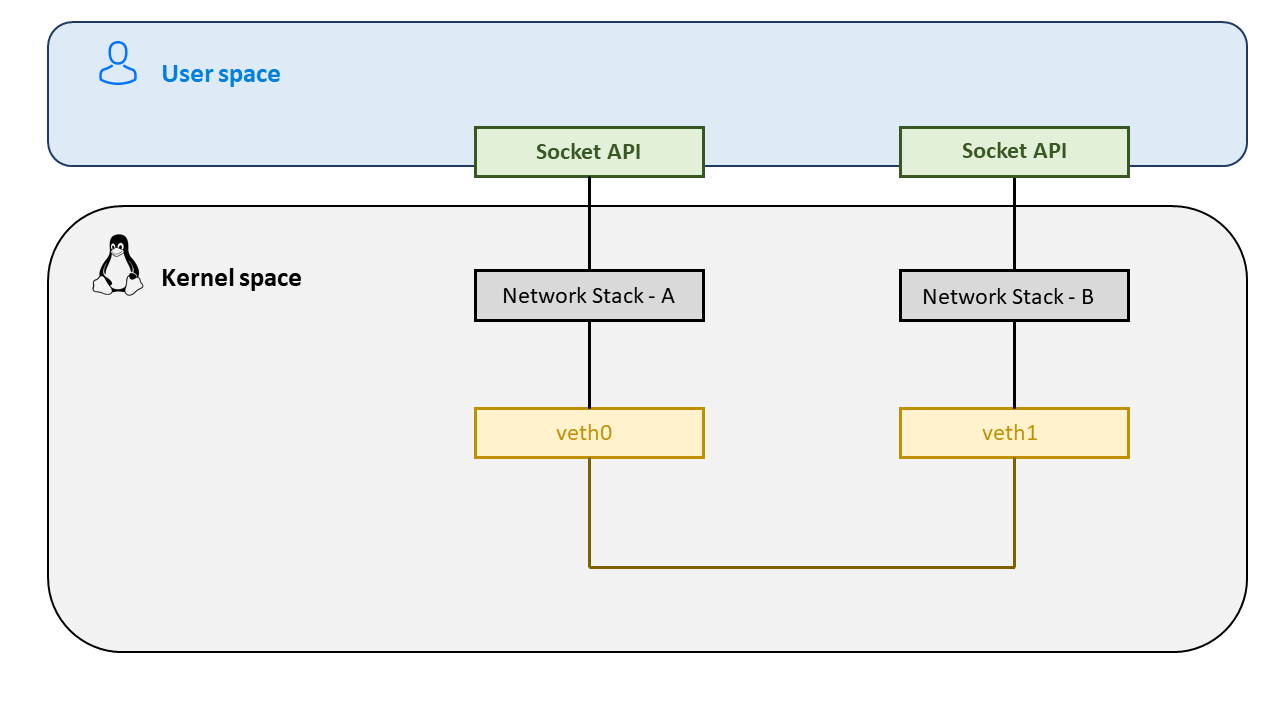 User space
Socket API
Socket API
Kernel space
Network Stack - A
Network Stack - B
veth0
veth1